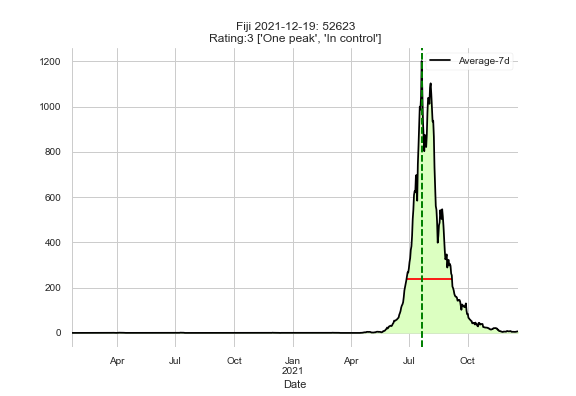 Fiji 2021-12-19: 52623
Rating:3 ['One peak', 'In control']
Average-7d
1200
1000
800
600
400
200
0
Apr Jul Oct Jan Apr Jul Oct
2021
Date